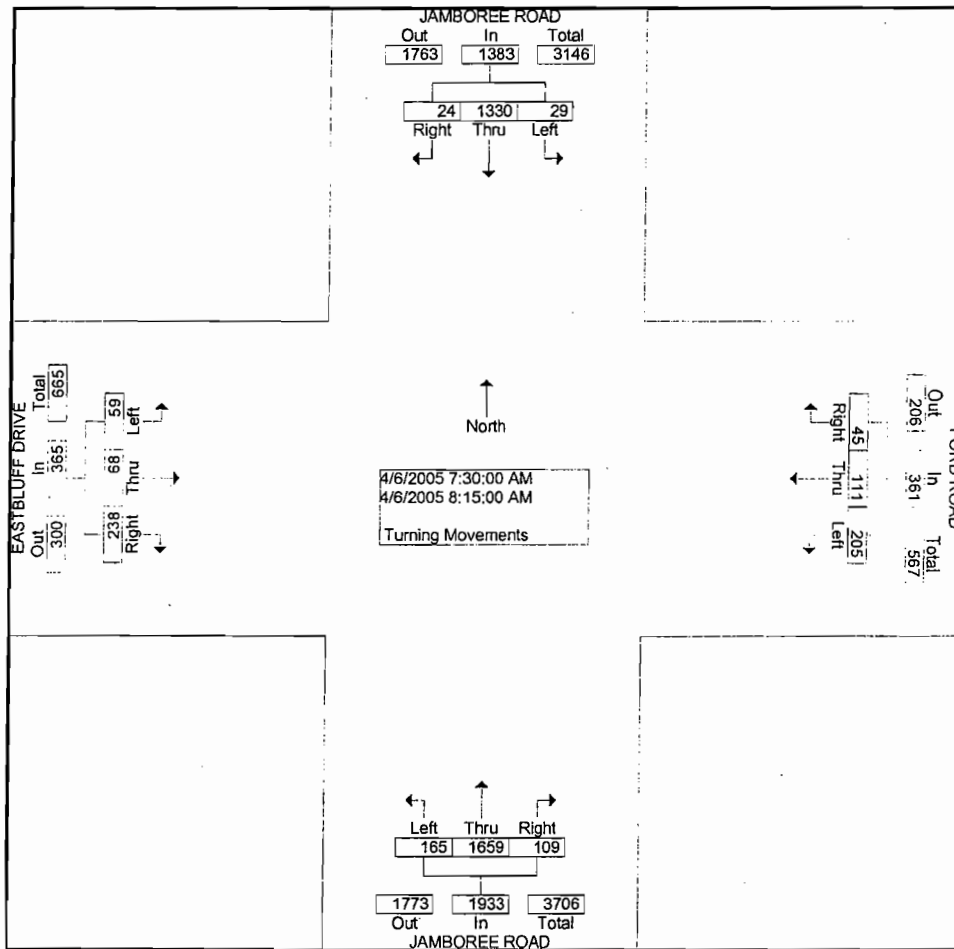 JAMBOREE ROAD
Out In Total
1763 1383 3146
24 1330 29
Right Thru Left
EASTBLUFF DRIVE
Out In Total
300 365 665
59 68 238
Left Thru Right
North
4/6/2005 7:30:00 AM
4/6/2005 8:15:00 AM
Turning Movements
Right Thru Left
45 111 205
Out In Total
206 361 567
ROAD
Left Thru Right
165 1659 109
1773 1933 3706
Out In Total
JAMBOREE ROAD